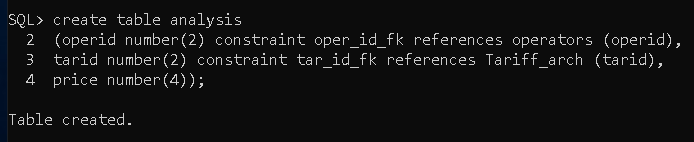 SQL> create table analysis
2 (operid number(2) constraint oper_id_fk references operators (operid),
3 tarid number(2) constraint tar_id_fk references Tariff_arch (tarid),
4 price number(4));
Table created.